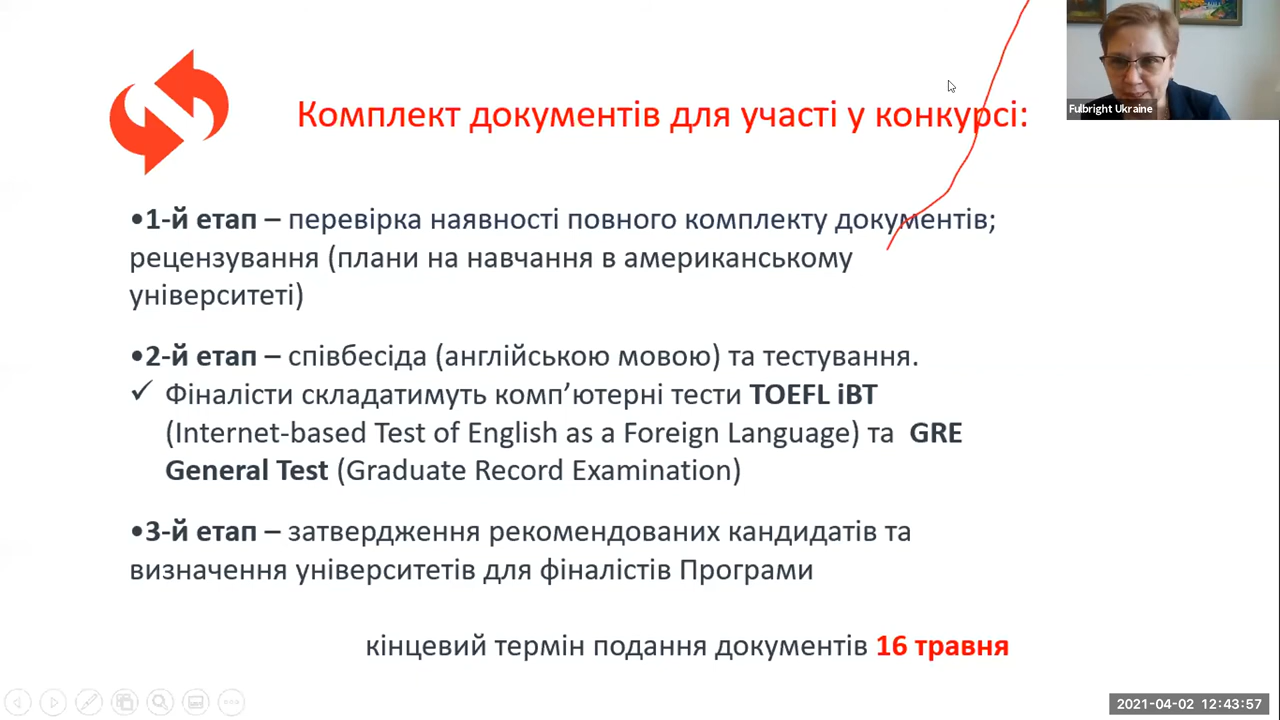 Комплект документів для участі у конкурсі:
Fulbright Ukraine
•1-й етап – перевірка наявності повного комплекту документів;
рецензування (плани на навчання в американському
університеті)
•2-й етап – співбесіда (англійською мовою) та тестування.
✓ Фіналісти складатимуть комп’ютерні тести TOEFL iBT
(Internet-based Test of English as a Foreign Language) та GRE
General Test (Graduate Record Examination)
•3-й етап – затвердження рекомендованих кандидатів та
визначення університетів для фіналістів Програми
кінцевий термін подання документів 16 травня
2021-04-02 12:43:57